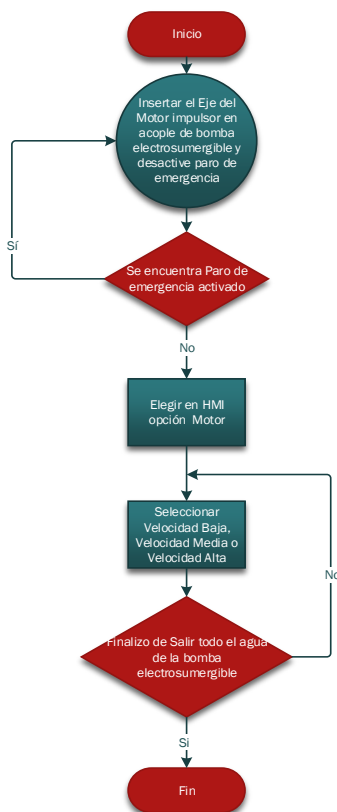 Inicio
Insertar el Eje del
Motor impulsor en
acople de bomba
electrosumergible y
desactive paro de
emergencia
Sí
Se encuentra Paro de
emergencia activado
No
Elegir en HMI
opción Motor
Seleccionar
Velocidad Baja,
Velocidad Media o
Velocidad Alta
No
Finalizo de Salir todo el agua
de la bomba
electrosumergible
Si
Fin